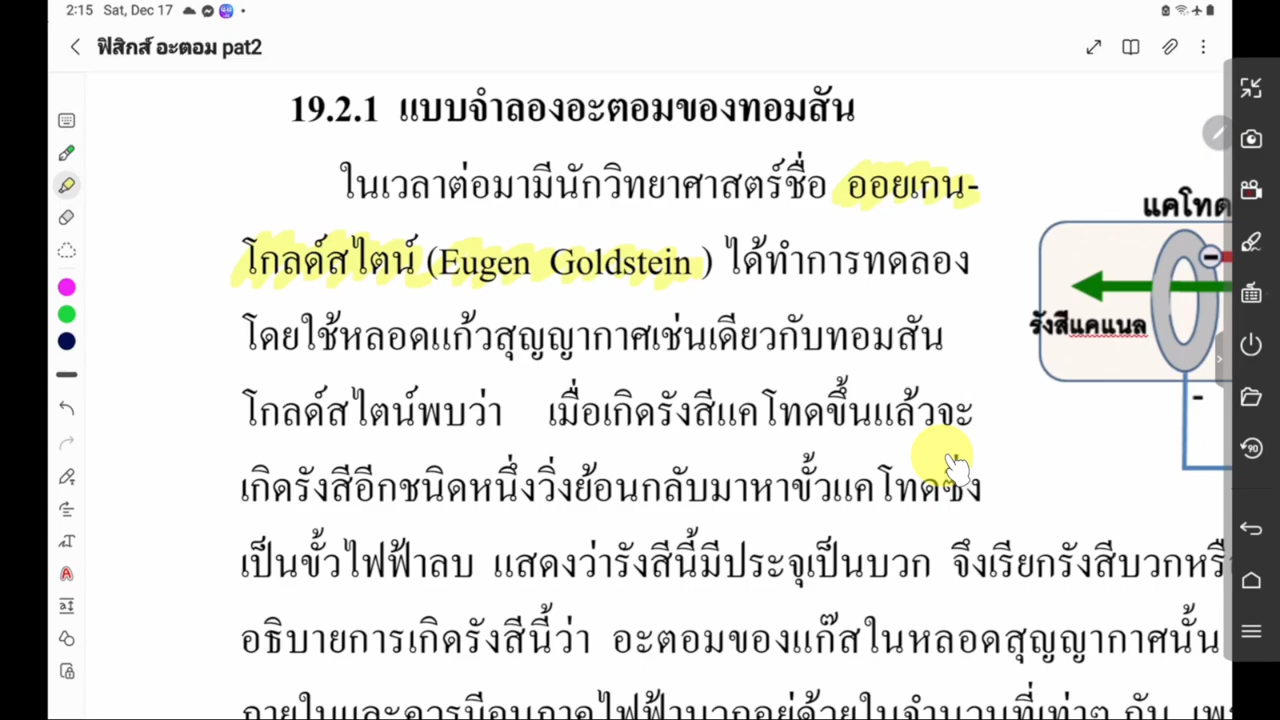 2:15 Sat, Dec 17
ฟิสิกส์ อะตอม pat2
19.2.1 แบบจำลองอะตอมของทอมสัน
ในเวลาต่อมามีนักวิทยาศาสตร์ชื่อ ออยเกน-
โกลด์สไตน์ (Eugen Goldstein ) ได้ทำการทดลอง
โดยใช้หลอดแก้วสุญญากาศเช่นเดียวกับทอมสัน
โกลด์สไตน์พบว่า เมื่อเกิดรังสีแคโทดขึ้นแล้วจะ
เกิดรังสีอีกชนิดหนึ่งวิ่งย้อนกลับมาหาขั้วแคโทดซึ่ง
เป็นขั้วไฟฟ้าลบ แสดงว่ารังสีนี้มีประจุเป็นบวก จึงเรียกรังสีบวกหรื
อธิบายการเกิดรังสีนี้ว่า อะตอมของแก๊สในหลอดสุญญากาศนั้น
แคโทด
รังสีแคแนล
-